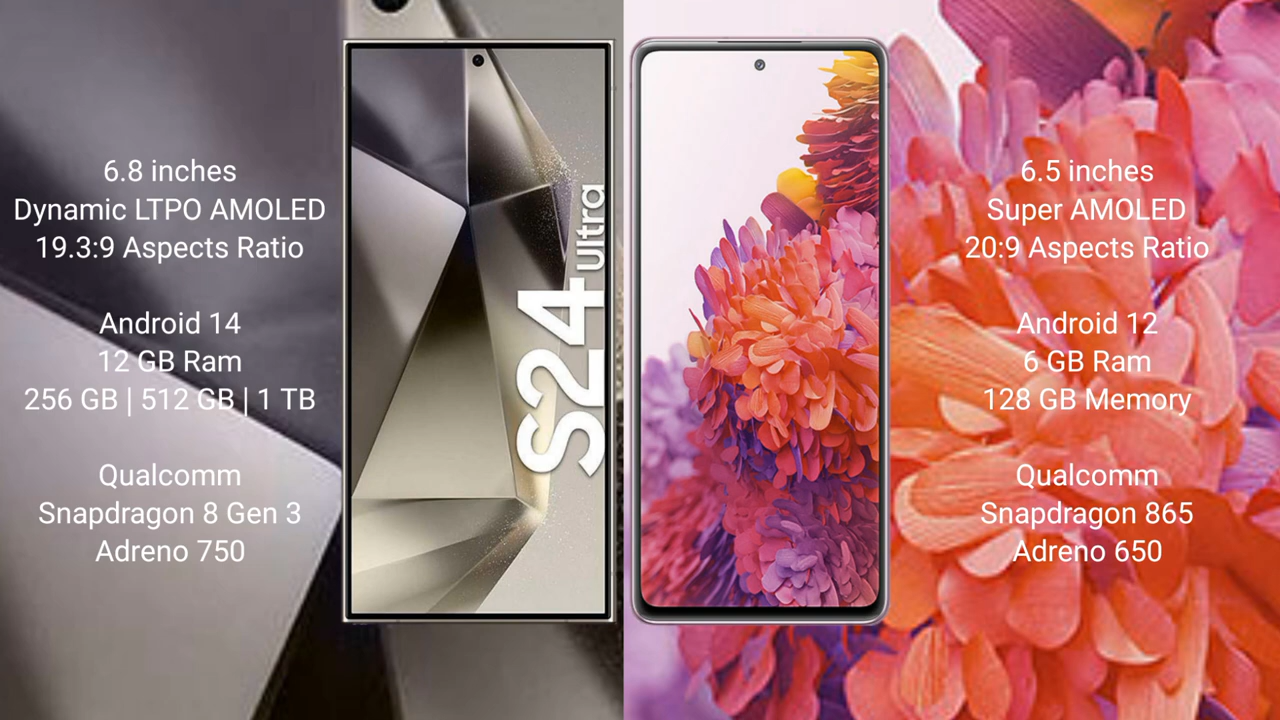 6.8 inches
Dynamic LTPO AMOLED
19.3:9 Aspects Ratio
Android 14
12 GB Ram
256 GB | 512 GB | 1 TB
Qualcomm
Snapdragon 8 Gen 3
Adreno 750
S24 ultra
6.5 inches
Super AMOLED
20:9 Aspects Ratio
Android 12
6 GB Ram
128 GB Memory
Qualcomm
Snapdragon 865
Adreno 650